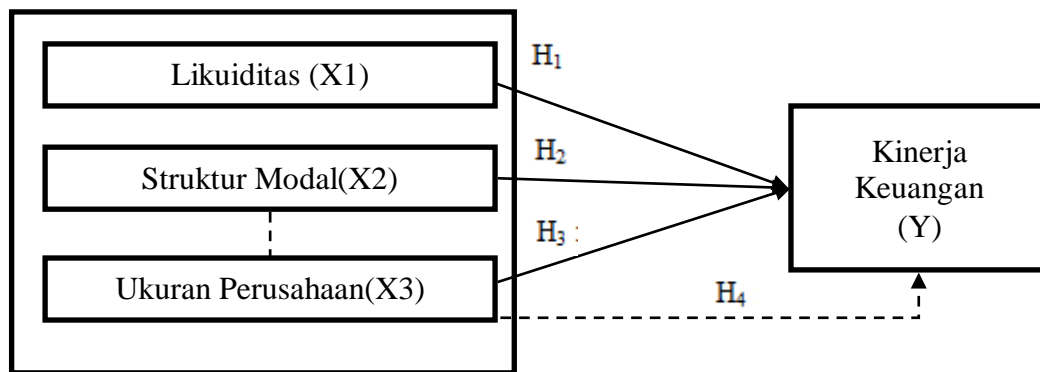 Likuiditas (X1)
H₁
Struktur Modal(X2)
H₂
Kinerja
Keuangan
(Y)
H₃ :
Ukuran Perusahaan(X3)
H₄